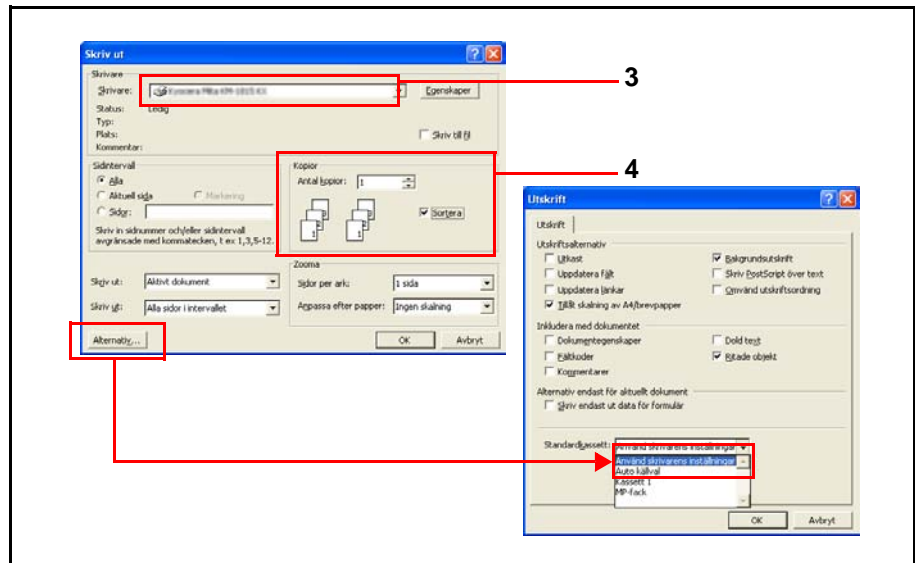 Skriv ut
Skrivare
Skrivare:
Egenskaper
Status: Ledig
Typ:
Plats:
Kommentar:
Skriv till fil
3
Sidintervall
Alla
Aktuell sida
Markering
Sidor:
Skriv in sidnummer och/eller sidintervall
avgränsade med kommatecken, t ex 1,3,5-12.
Kopior
Antal kopior: 1
Sortera
4
Skriv ut: Aktivt dokument
Skriv ut: Alla sidor i intervallet
Zooma
Sidor per ark: 1 sida
Anpassa efter papper: Ingen skalning
Alternativ...
OK
Avbryt
Utskrift
Utskrift
Utskriftsalternativ
Utkast
Uppdatera fält
Uppdatera länkar
Tillåt skalning av A4/brevpapper
Bakgrundsutskrift
Skriv PostScript över text
Omvänd utskriftsordning
Inkludera med dokumentet
Dokumentegenskaper
Fältkoder
Kommentarer
Dold text
Ritade objekt
Alternativ endast för aktuellt dokument
Skriv endast ut data för formulär
Standardkassett: Använd skrivarens inställningar
Använd skrivarens inställningar
Auto källval
Kassett 1
MP-fack
OK
Avbryt